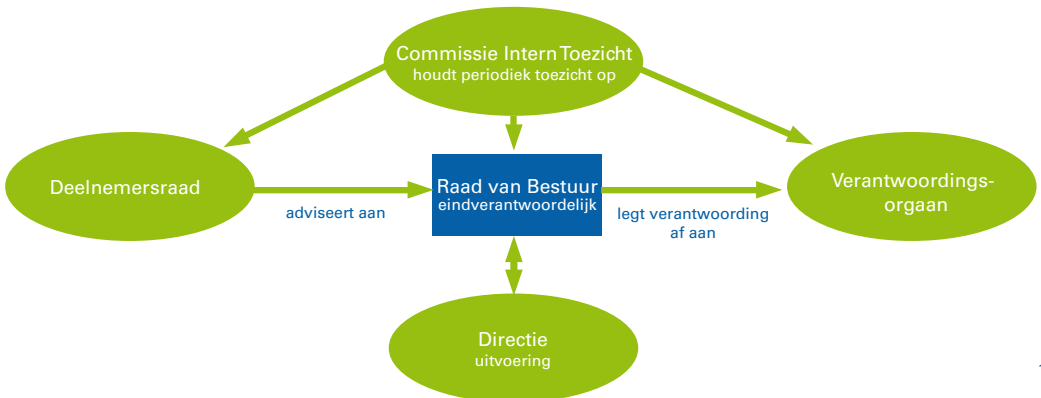 Commissie Intern Toezicht
houdt periodiek toezicht op
Deelnemersraad
adviseert aan
Raad van Bestuur
eindverantwoordelijk
legt verantwoording
af aan
Verantwoordings-
orgaan
Directie
uitvoering